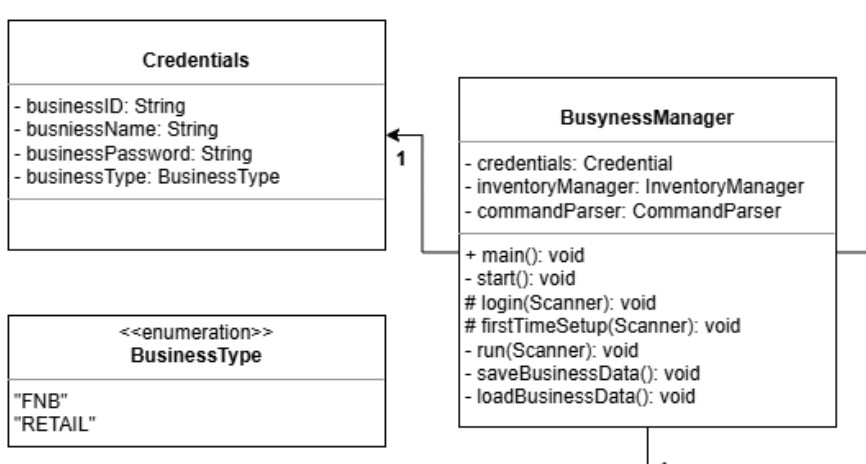 Credentials
- businessID: String
- busniessName: String
- businessPassword: String
- businessType: BusinessType
1
<<enumeration>>
BusinessType
"FNB"
"RETAIL"
BusynessManager
- credentials: Credential
- inventoryManager: InventoryManager
- commandParser: CommandParser
+ main(): void
- start(): void
# login(Scanner): void
# firstTimeSetup(Scanner): void
- run(Scanner): void
- saveBusinessData(): void
- loadBusinessData(): void